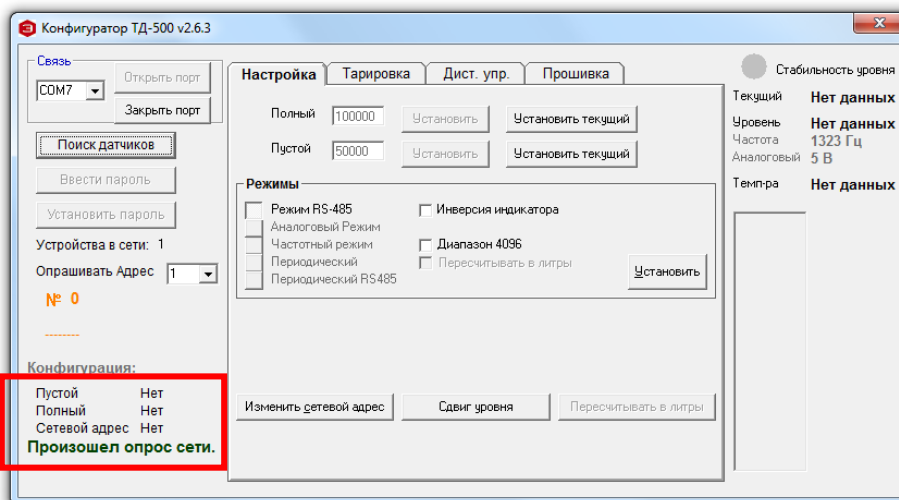 Конфигуратор ТД-500 v2.6.3
Связь
COM7
Открыть порт
Закрыть порт
Поиск датчиков
Ввести пароль
Установить пароль
Устройства в сети: 1
Опрашивать Адрес 1
№ 0
--------
Конфигурация:
Пустой Нет
Полный Нет
Сетевой адрес Нет
Произошел опрос сети.
Настройка Тарировка Дист. упр. Прошивка
Полный 100000 Установить Установить текущий
Пустой 50000 Установить Установить текущий
Режимы
Режим RS-485
Аналоговый Режим
Частотный режим
Периодический
Периодический RS485
Инверсия индикатора
Диапазон 4096
Пересчитывать в литры
Установить
Изменить сетевой адрес Сдвиг уровня Пересчитывать в литры
Стабильность уровня
Текущий Нет данных
Уровень Нет данных
Частота 1323 Гц
Аналоговый 5 В
Темп-ра Нет данных